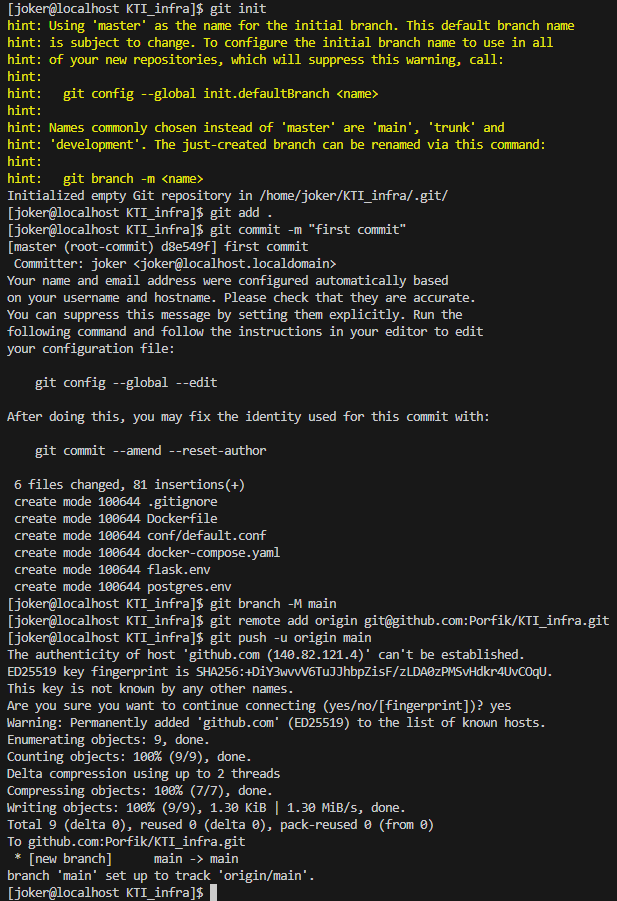 [joker@localhost KTI_infra]$ git init
hint: Using 'master' as the name for the initial branch. This default branch name
hint: is subject to change. To configure the initial branch name to use in all
hint: of your new repositories, which will suppress this warning, call:
hint:
hint:   git config --global init.defaultBranch <name>
hint:
hint: Names commonly chosen instead of 'master' are 'main', 'trunk' and
hint: 'development'. The just-created branch can be renamed via this command:
hint:
hint:   git branch -m <name>
Initialized empty Git repository in /home/joker/KTI_infra/.git/
[joker@localhost KTI_infra]$ git add .
[joker@localhost KTI_infra]$ git commit -m "first commit"
[master (root-commit) d8e549f] first commit
 Committer: joker <joker@localhost.localdomain>
Your name and email address were configured automatically based
on your username and hostname. Please check that they are accurate.
You can suppress this message by setting them explicitly. Run the
following command and follow the instructions in your editor to edit
your configuration file:
    git config --global --edit
After doing this, you may fix the identity used for this commit with:
    git commit --amend --reset-author
 6 files changed, 81 insertions(+)
 create mode 100644 .gitignore
 create mode 100644 Dockerfile
 create mode 100644 conf/default.conf
 create mode 100644 docker-compose.yaml
 create mode 100644 flask.env
 create mode 100644 postgres.env
[joker@localhost KTI_infra]$ git branch -M main
[joker@localhost KTI_infra]$ git remote add origin git@github.com:Porfik/KTI_infra.git
[joker@localhost KTI_infra]$ git push -u origin main
The authenticity of host 'github.com (140.82.121.4)' can't be established.
ED25519 key fingerprint is SHA256:+DiY3wvvV6TuJJhbpZisF/zLDA0zPMSvHdkr4UvCOqU.
This key is not known by any other names.
Are you sure you want to continue connecting (yes/no/[fingerprint])? yes
Warning: Permanently added 'github.com' (ED25519) to the list of known hosts.
Enumerating objects: 9, done.
Counting objects: 100% (9/9), done.
Delta compression using up to 2 threads
Compressing objects: 100% (7/7), done.
Writing objects: 100% (9/9), 1.30 KiB | 1.30 MiB/s, done.
Total 9 (delta 0), reused 0 (delta 0), pack-reused 0 (from 0)
To github.com:Porfik/KTI_infra.git
 * [new branch]      main -> main
branch 'main' set up to track 'origin/main'.
[joker@localhost KTI_infra]$